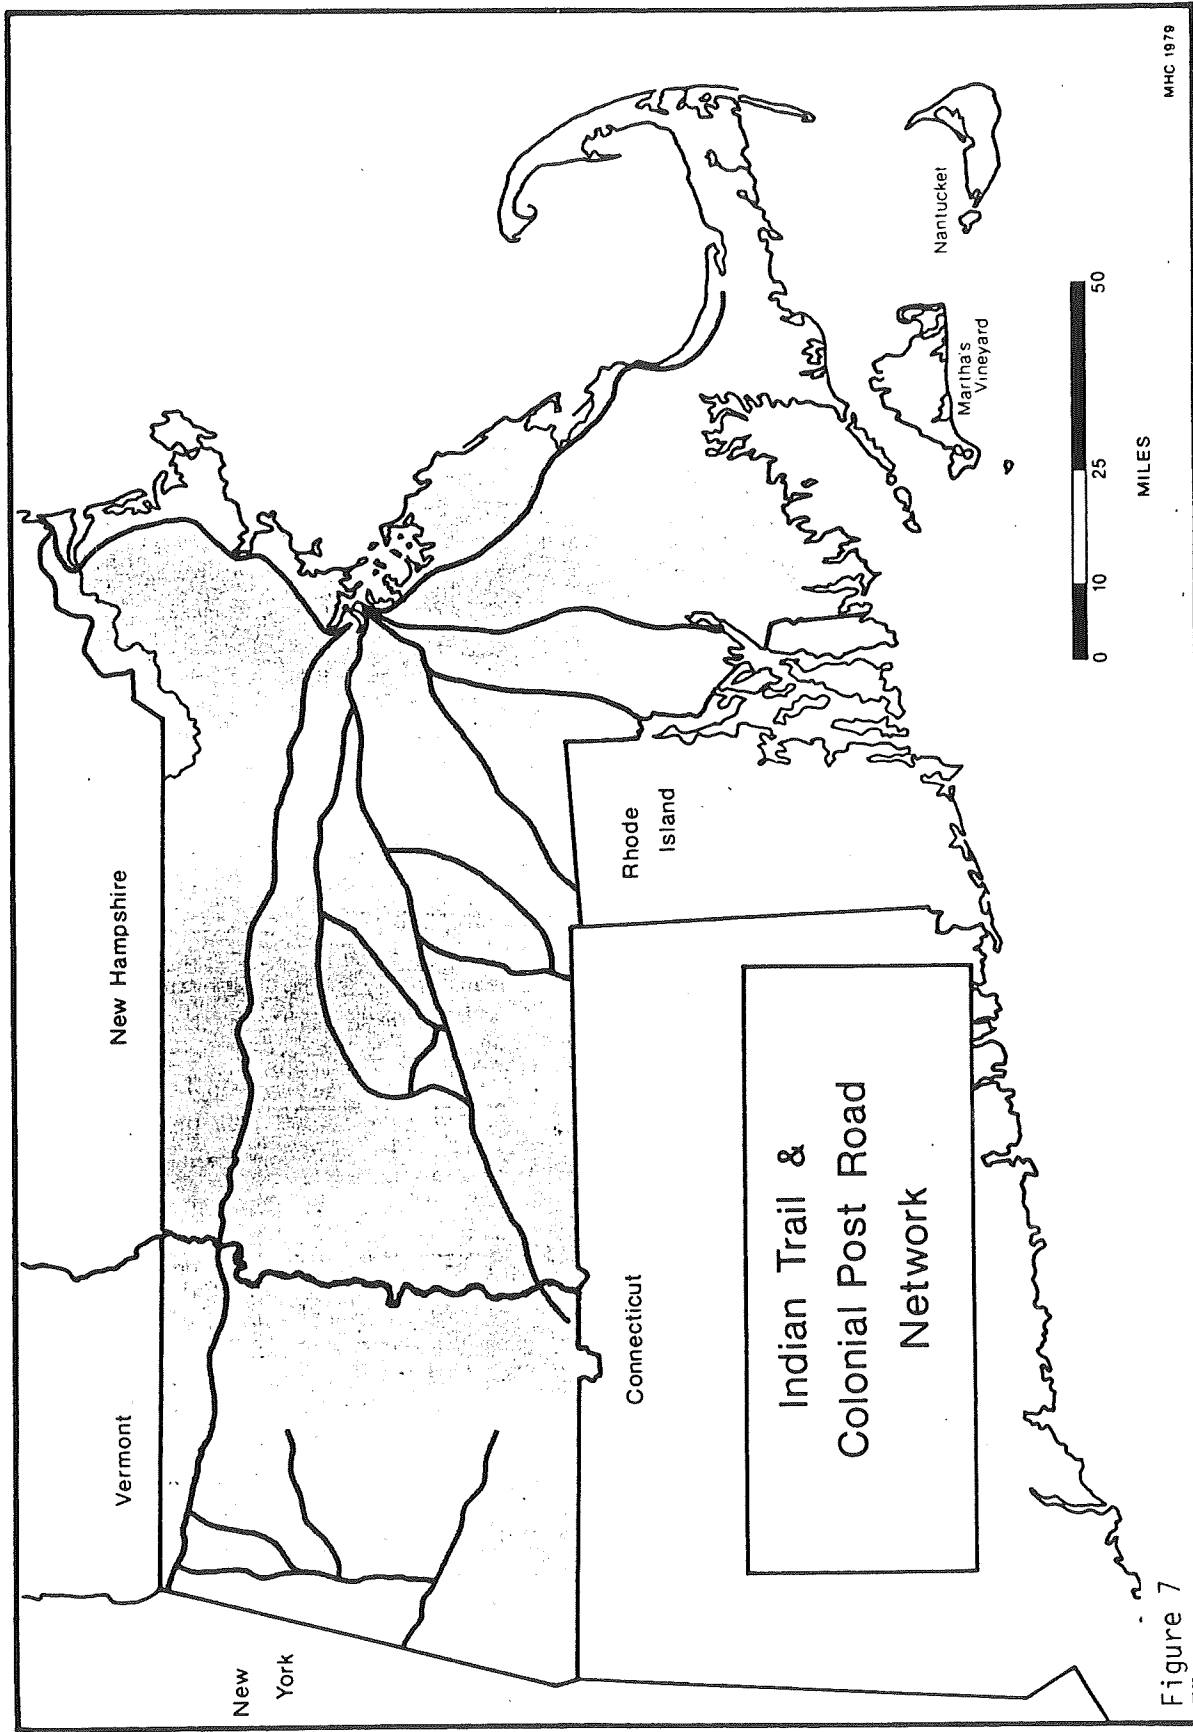 New Hampshire
Vermont
New
York
Connecticut
Rhode
Island
Nantucket
Martha's
Vineyard
Indian Trail &
Colonial Post Road
Network
0
10
25
50
MILES
MHC 1979
Figure 7